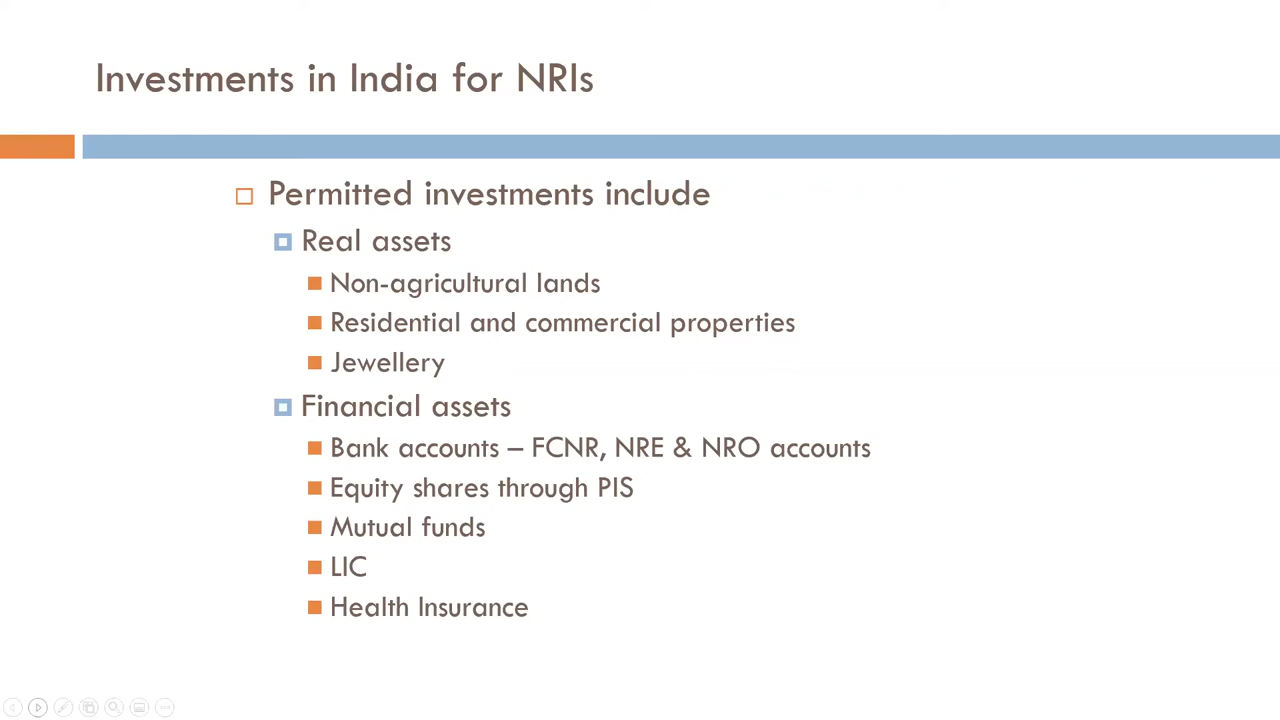 Investments in India for NRIs
Permitted investments include
Real assets
Non-agricultural lands
Residential and commercial properties
Jewellery
Financial assets
Bank accounts – FCNR, NRE & NRO accounts
Equity shares through PIS
Mutual funds
LIC
Health Insurance